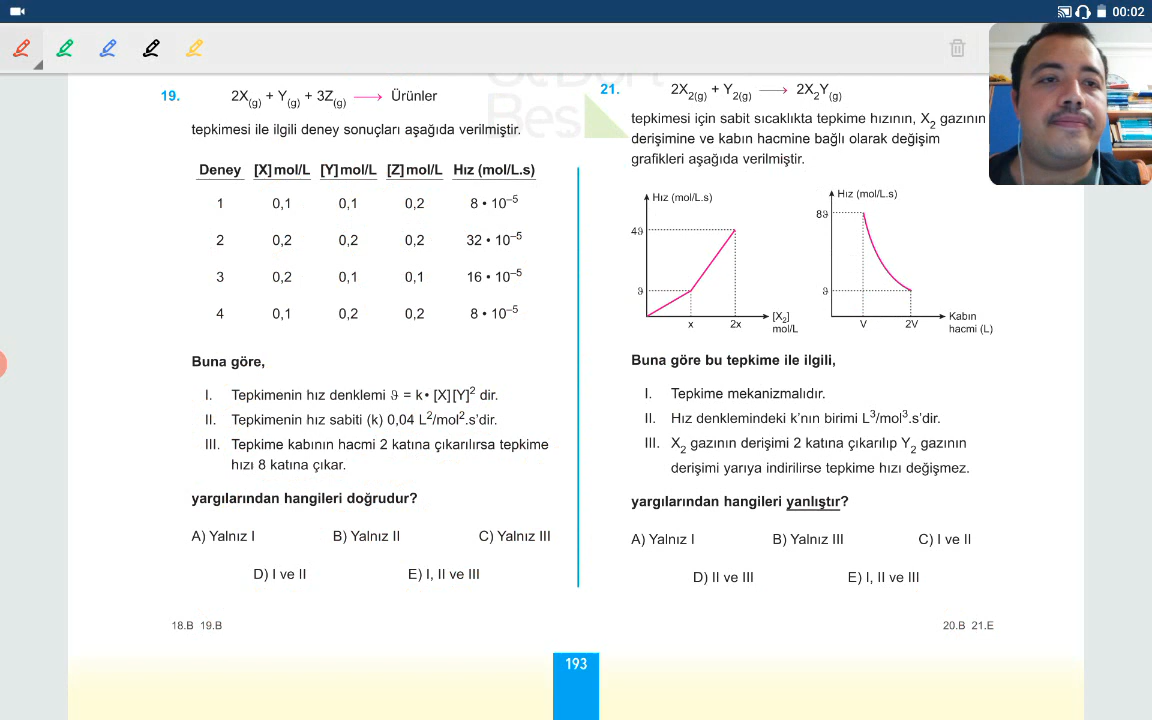 00:02
19. 2X(g) + Y(g) + 3Z(g) ⟶ Ürünler
tepkimesi ile ilgili deney sonuçları aşağıda verilmiştir.
Deney [X]mol/L [Y]mol/L [Z]mol/L Hız (mol/L.s)
1 0,1 0,1 0,2 8 • 10⁻⁵
2 0,2 0,2 0,2 32 • 10⁻⁵
3 0,2 0,1 0,1 16 • 10⁻⁵
4 0,1 0,2 0,2 8 • 10⁻⁵
Buna göre,
I. Tepkimenin hız denklemi ϑ = k• [X][Y]² dir.
II. Tepkimenin hız sabiti (k) 0,04 L²/mol².s'dir.
III. Tepkime kabının hacmi 2 katına çıkarılırsa tepkime
hızı 8 katına çıkar.
yargılarından hangileri doğrudur?
A) Yalnız I B) Yalnız II C) Yalnız III
D) I ve II E) I, II ve III
18.B 19.B
Beş
21. 2X₂(g) + Y₂(g) ⟶ 2X₂Y(g)
tepkimesi için sabit sıcaklıkta tepkime hızının, X₂ gazının
derişimine ve kabın hacmine bağlı olarak değişim
grafikleri aşağıda verilmiştir.
Hız (mol/L.s)
4ϑ
ϑ
x 2x [X₂]
mol/L
Hız (mol/L.s)
8ϑ
ϑ
V 2V Kabın
hacmi (L)
Buna göre bu tepkime ile ilgili,
I. Tepkime mekanizmalıdır.
II. Hız denklemindeki k'nın birimi L³/mol³.s'dir.
III. X₂ gazının derişimi 2 katına çıkarılıp Y₂ gazının
derişimi yarıya indirilirse tepkime hızı değişmez.
yargılarından hangileri yanlıştır?
A) Yalnız I B) Yalnız III C) I ve II
D) II ve III E) I, II ve III
20.B 21.E
193